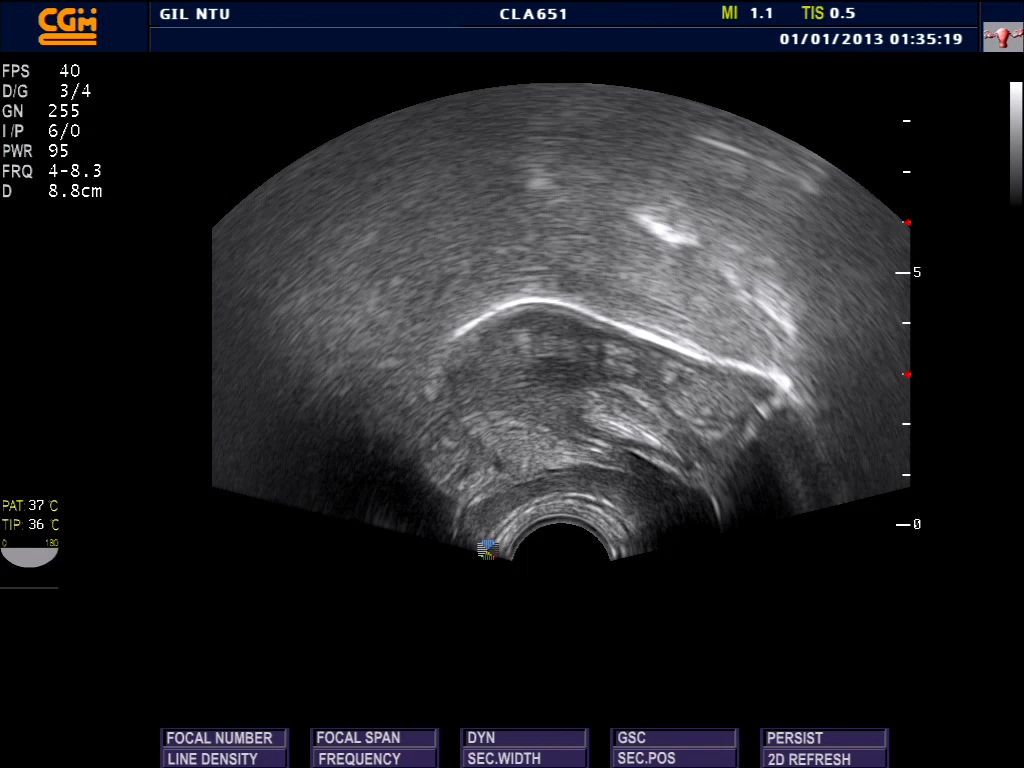 CGM
GIL NTU CLA651 MI 1.1 TIS 0.5
01/01/2013 01:35:19
FPS 40
D/G 3/4
GN 255
I/P 6/0
PWR 95
FRQ 4-8.3
D 8.8cm
5
PAT: 37 °C
TIP: 36 °C
0 180
0
FOCAL NUMBER FOCAL SPAN DYN GSC PERSIST
LINE DENSITY FREQUENCY SEC.WIDTH SEC.POS 2D REFRESH